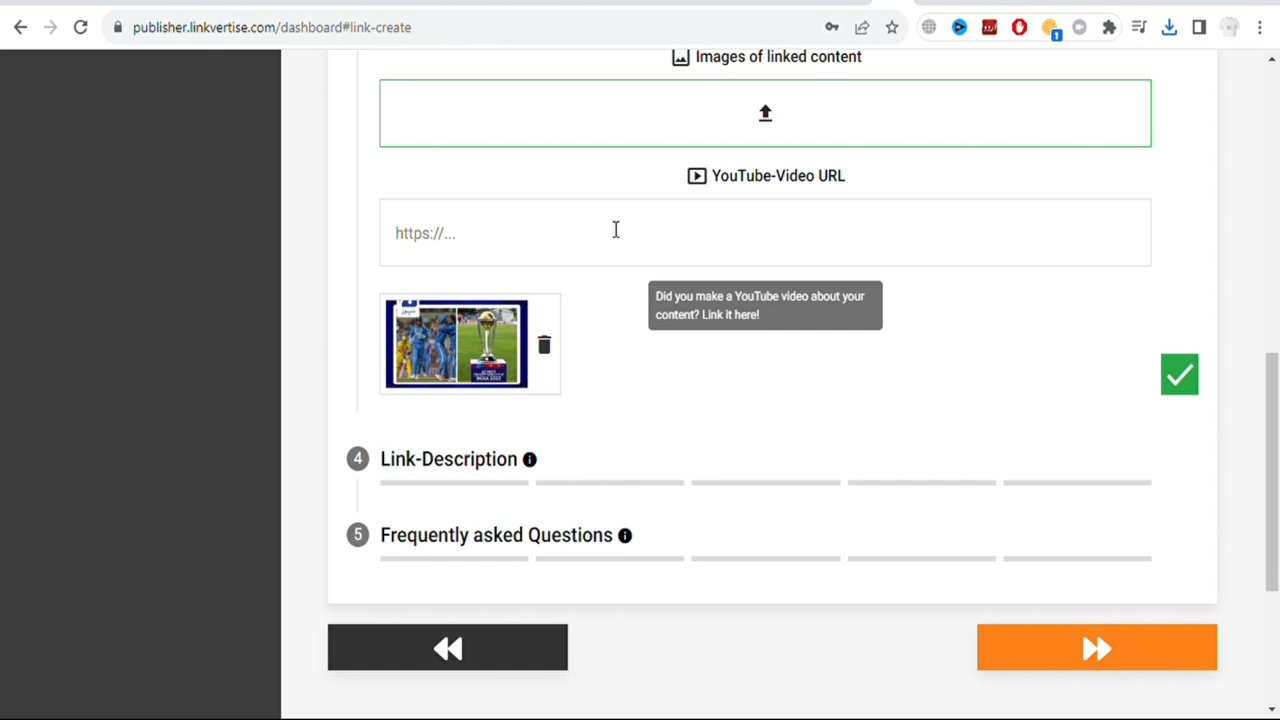 publisher.linkvertise.com/dashboard#link-create
1
Images of linked content
YouTube-Video URL
https://...
Did you make a YouTube video about your
content? Link it here!
4
Link-Description
5
Frequently asked Questions